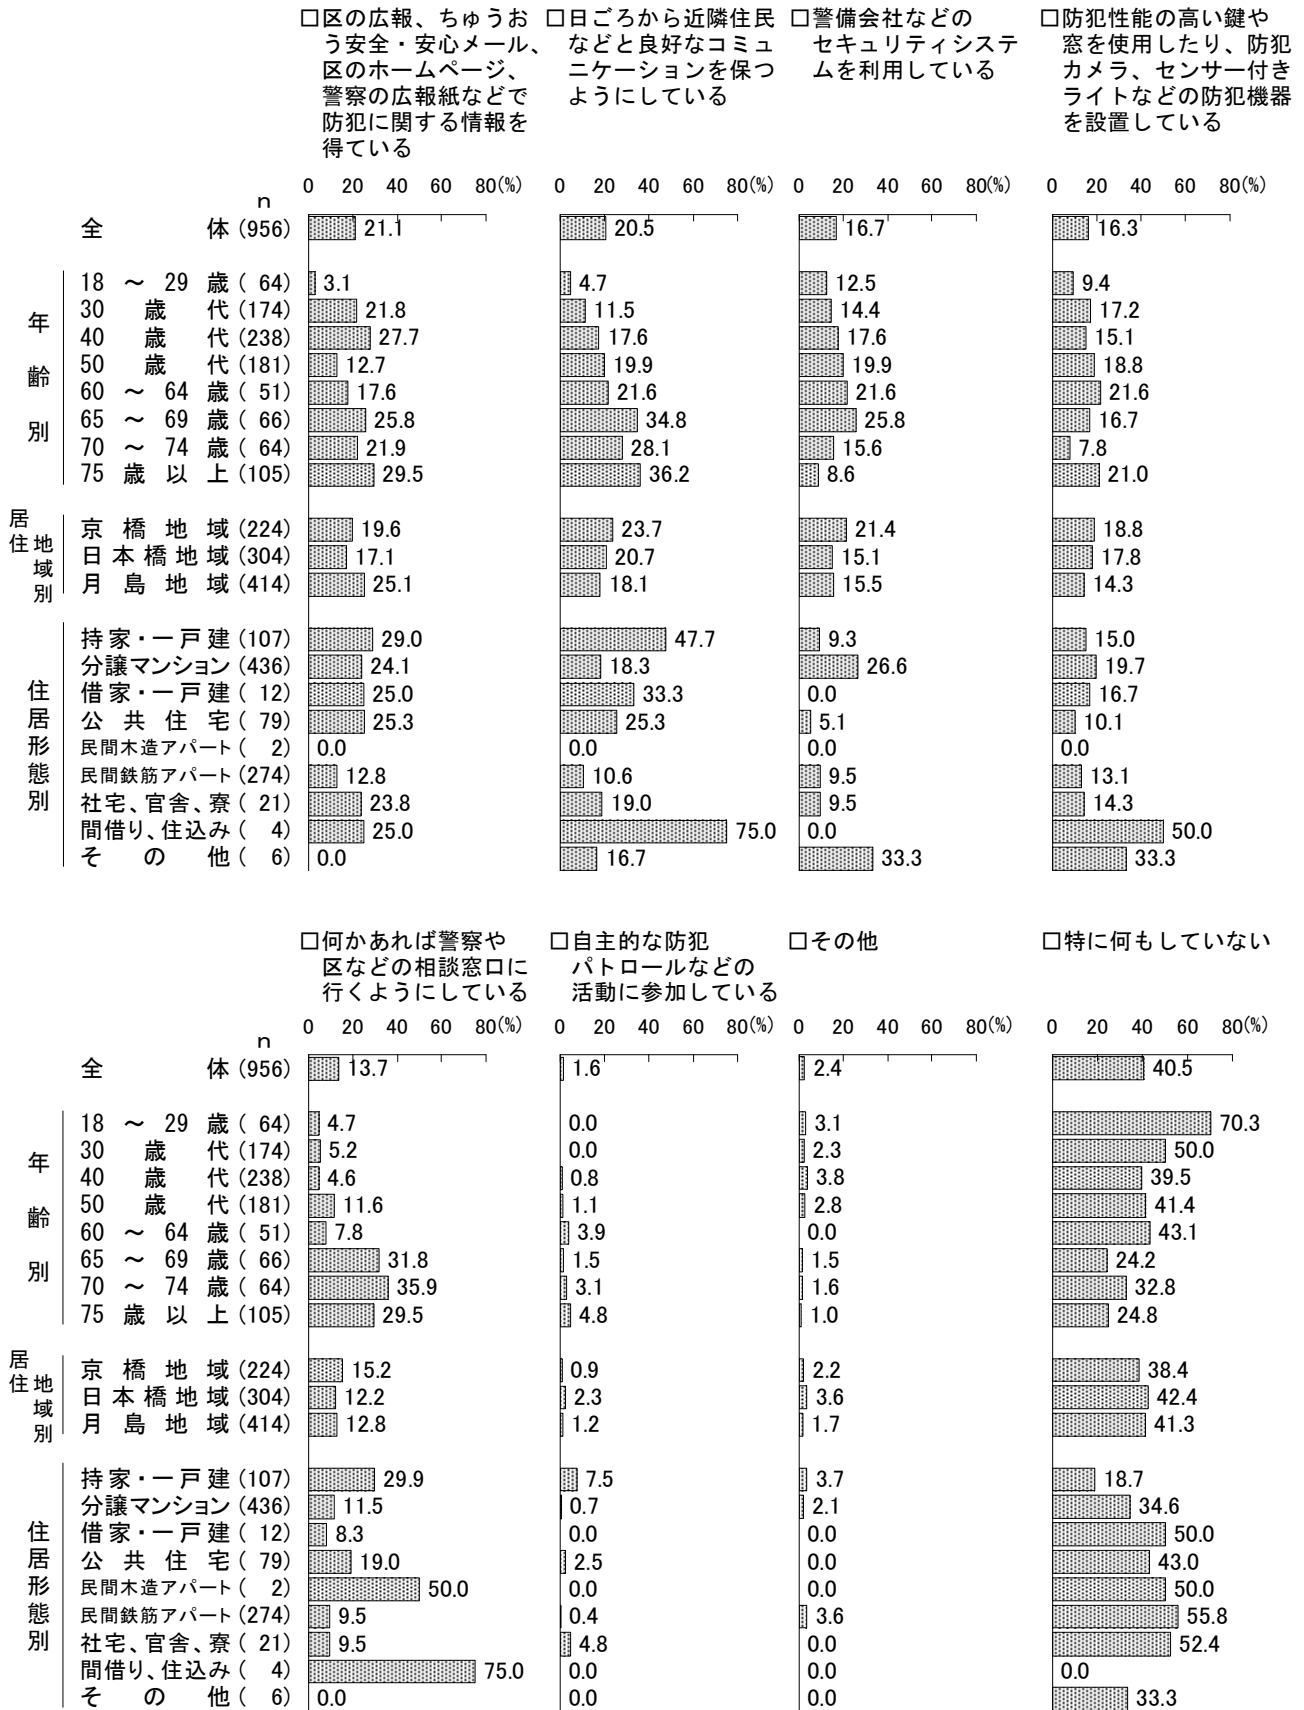 □区の広報、ちゅうお
う安全・安心メール、
区のホームページ、
警察の広報紙などで
防犯に関する情報を
得ている
□日ごろから近隣住民
などと良好なコミュ
ニケーションを保つ
ようにしている
□警備会社などの
セキュリティシステ
ムを利用している
□防犯性能の高い鍵や
窓を使用したり、防犯
カメラ、センサー付き
ライトなどの防犯機器
を設置している
0 20 40 60 80(%) 0 20 40 60 80(%) 0 20 40 60 80(%) 0 20 40 60 80(%)
n
全体(956) 21.1 20.5 16.7 16.3
年齢別
18～29歳( 64) 3.1 4.7 12.5 9.4
30歳代(174) 21.8 11.5 14.4 17.2
40歳代(238) 27.7 17.6 17.6 15.1
50歳代(181) 12.7 19.9 19.9 18.8
60～64歳( 51) 17.6 21.6 21.6 21.6
65～69歳( 66) 25.8 34.8 25.8 16.7
70～74歳( 64) 21.9 28.1 15.6 7.8
75歳以上(105) 29.5 36.2 8.6 21.0
居住地域別
京橋地域(224) 19.6 23.7 21.4 18.8
日本橋地域(304) 17.1 20.7 15.1 17.8
月島地域(414) 25.1 18.1 15.5 14.3
住居形態別
持家・一戸建(107) 29.0 47.7 9.3 15.0
分譲マンション(436) 24.1 18.3 26.6 19.7
借家・一戸建( 12) 25.0 33.3 0.0 16.7
公共住宅( 79) 25.3 25.3 5.1 10.1
民間木造アパート( 2) 0.0 0.0 0.0 0.0
民間鉄筋アパート(274) 12.8 10.6 9.5 13.1
社宅、官舎、寮( 21) 23.8 19.0 9.5 14.3
間借り、住込み( 4) 25.0 75.0 0.0 50.0
その他( 6) 0.0 16.7 33.3 33.3
□何かあれば警察や
区などの相談窓口に
行くようにしている
□自主的な防犯
パトロールなどの
活動に参加している
□その他
□特に何もしていない
0 20 40 60 80(%) 0 20 40 60 80(%) 0 20 40 60 80(%) 0 20 40 60 80(%)
n
全体(956) 13.7 1.6 2.4 40.5
年齢別
18～29歳( 64) 4.7 0.0 3.1 70.3
30歳代(174) 5.2 0.0 2.3 50.0
40歳代(238) 4.6 0.8 3.8 39.5
50歳代(181) 11.6 1.1 2.8 41.4
60～64歳( 51) 7.8 3.9 0.0 43.1
65～69歳( 66) 31.8 1.5 1.5 24.2
70～74歳( 64) 35.9 3.1 1.6 32.8
75歳以上(105) 29.5 4.8 1.0 24.8
居住地域別
京橋地域(224) 15.2 0.9 2.2 38.4
日本橋地域(304) 12.2 2.3 3.6 42.4
月島地域(414) 12.8 1.2 1.7 41.3
住居形態別
持家・一戸建(107) 29.9 7.5 3.7 18.7
分譲マンション(436) 11.5 0.7 2.1 34.6
借家・一戸建( 12) 8.3 0.0 0.0 50.0
公共住宅( 79) 19.0 2.5 0.0 43.0
民間木造アパート( 2) 50.0 0.0 0.0 50.0
民間鉄筋アパート(274) 9.5 0.4 3.6 55.8
社宅、官舎、寮( 21) 9.5 4.8 0.0 52.4
間借り、住込み( 4) 75.0 0.0 0.0 0.0
その他( 6) 0.0 0.0 0.0 33.3